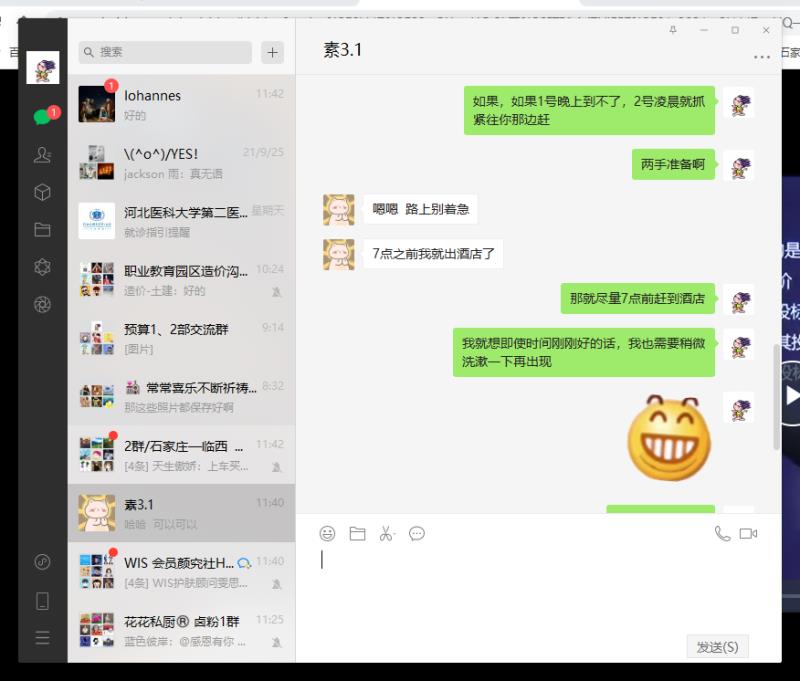 搜索
素3.1
1
Iohannes
11:42
好的
1
\(^o^)/YES!
21/9/25
jackson 雨：真无语
河北医科大学第二医...
星期天
就诊指引提醒
职业教育园区造价沟...
10:24
造价-土建：好的
预算1、2部交流群
9:14
[图片]
常常喜乐不断祈祷...
8:32
那这些照片都保存好啊
2群/石家庄—临西 ...
11:42
[4条] 天生傲娇：上车买...
素3.1
11:40
哈哈 可以可以
WIS 会员颜究社H...
11:40
[4条] WIS护肤顾问雯思...
花花私厨® 卤粉1群
11:25
蓝色彼岸：@感恩有你 ...
如果，如果1号晚上到不了，2号凌晨就抓
紧往你那边赶
两手准备啊
嗯嗯 路上别着急
7点之前我就出酒店了
那就尽量7点前赶到酒店
我就想即使时间刚刚好的话，我也需要稍微
洗漱一下再出现
发送(S)